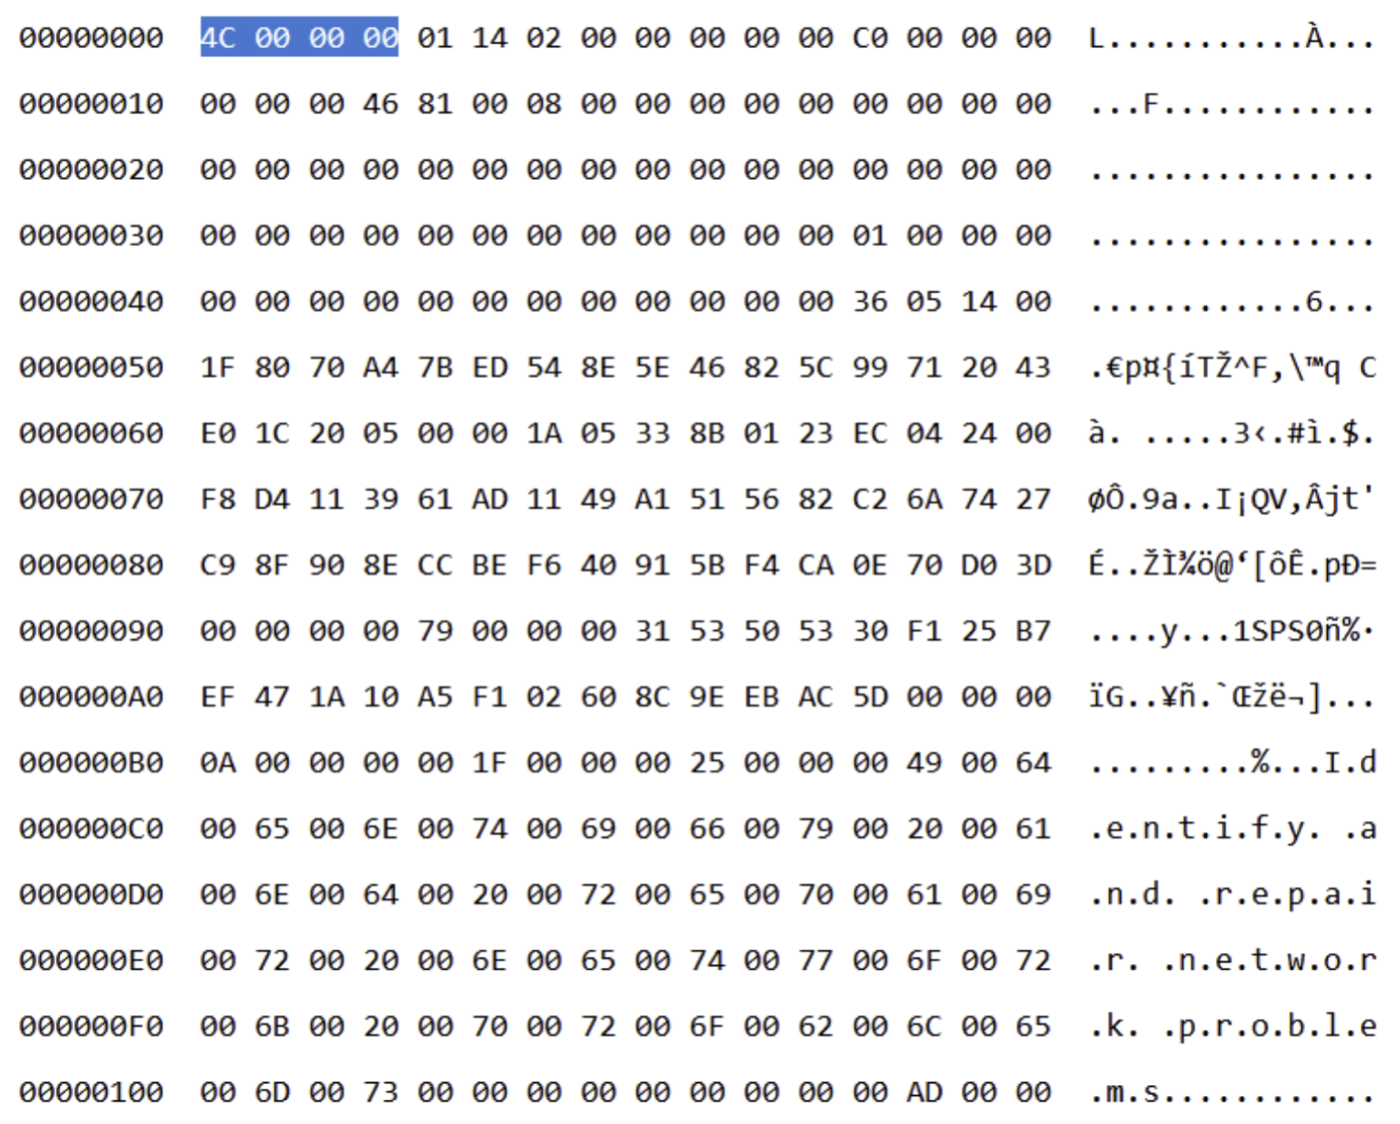 00000000 4C 00 00 00 01 14 02 00 00 00 00 00 C0 00 00 00 L...........À...
00000010 00 00 00 46 81 00 08 00 00 00 00 00 00 00 00 00 ...F............
00000020 00 00 00 00 00 00 00 00 00 00 00 00 00 00 00 00 ................
00000030 00 00 00 00 00 00 00 00 00 00 00 00 01 00 00 00 ................
00000040 00 00 00 00 00 00 00 00 00 00 00 00 36 05 14 00 ............6...
00000050 1F 80 70 A4 7B ED 54 8E 5E 46 82 5C 99 71 20 43 .€p¤{íTŽ^F‚\™q C
00000060 E0 1C 20 05 00 00 1A 05 33 8B 01 23 EC 04 24 00 à. .....3‹.#ì.$.
00000070 F8 D4 11 39 61 AD 11 49 A1 51 56 82 C2 6A 74 27 øÔ.9a..I¡QV‚Âjt'
00000080 C9 8F 90 8E CC BE F6 40 91 5B F4 CA 0E 70 D0 3D É..ŽÌ¾ö@‘[ôÊ.pÐ=
00000090 00 00 00 00 79 00 00 00 31 53 50 53 30 F1 25 B7 ....y...1SPS0ñ%·
000000A0 EF 47 1A 10 A5 F1 02 60 8C 9E EB AC 5D 00 00 00 ïG..¥ñ.`Œžë¬]...
000000B0 0A 00 00 00 00 1F 00 00 00 25 00 00 00 49 00 64 .........%...I.d
000000C0 00 65 00 6E 00 74 00 69 00 66 00 79 00 20 00 61 .e.n.t.i.f.y. .a
000000D0 00 6E 00 64 00 20 00 72 00 65 00 70 00 61 00 69 .n.d. .r.e.p.a.i
000000E0 00 72 00 20 00 6E 00 65 00 74 00 77 00 6F 00 72 .r. .n.e.t.w.o.r
000000F0 00 6B 00 20 00 70 00 72 00 6F 00 62 00 6C 00 65 .k. .p.r.o.b.l.e
00000100 00 6D 00 73 00 00 00 00 00 00 00 00 00 AD 00 00 .m.s............